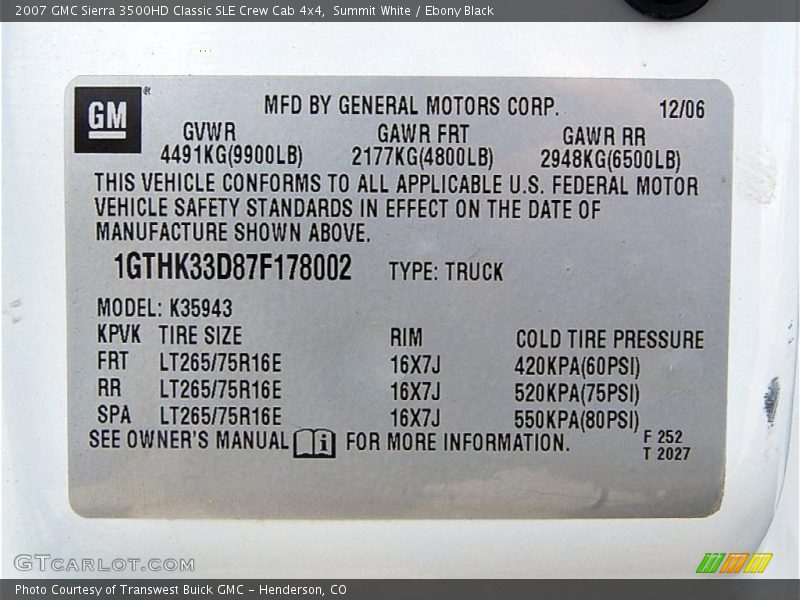 2007 GMC Sierra 3500HD Classic SLE Crew Cab 4x4, Summit White / Ebony Black
GM ®
MFD BY GENERAL MOTORS CORP. 12/06
GVWR GAWR FRT GAWR RR
4491KG(9900LB) 2177KG(4800LB) 2948KG(6500LB)
THIS VEHICLE CONFORMS TO ALL APPLICABLE U.S. FEDERAL MOTOR
VEHICLE SAFETY STANDARDS IN EFFECT ON THE DATE OF
MANUFACTURE SHOWN ABOVE.
1GTHK33D87F178002 TYPE: TRUCK
MODEL: K35943
KPVK TIRE SIZE RIM COLD TIRE PRESSURE
FRT LT265/75R16E 16X7J 420KPA(60PSI)
RR LT265/75R16E 16X7J 520KPA(75PSI)
SPA LT265/75R16E 16X7J 550KPA(80PSI)
SEE OWNER'S MANUAL i FOR MORE INFORMATION. F 252
T 2027
GTCARLOT.COM
Photo Courtesy of Transwest Buick GMC - Henderson, CO